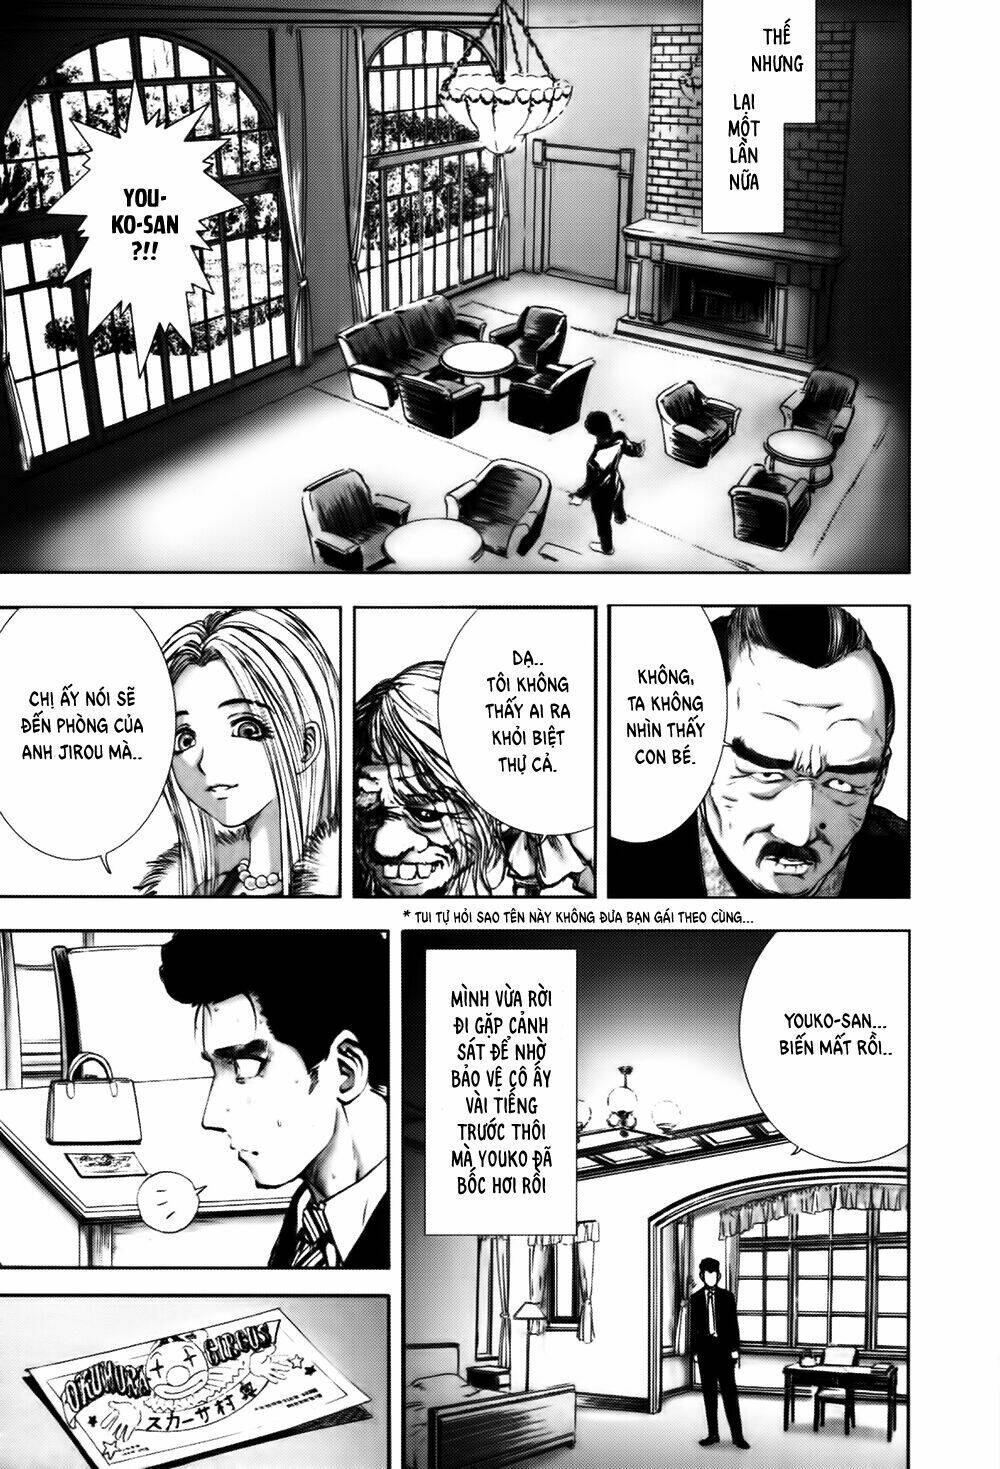 THẾ
NHƯNG
LẠI
MỘT
LẦN
NỮA
YOU-
KO-SAN
?!!
KHÔNG,
TA KHÔNG
NHÌN THẤY
CON BÉ.
DẠ..
TÔI KHÔNG
THẤY AI RA
KHỎI BIỆT
THỰ CẢ.
CHỊ ẤY NÓI SẼ
ĐẾN PHÒNG CỦA
ANH JIROU MÀ..
* TUI TỰ HỎI SAO TÊN NÀY KHÔNG ĐƯA BẠN GÁI THEO CÙNG...
YOUKO-SAN...
BIẾN MẤT RỒI..
MÌNH VỪA RỜI
ĐI GẶP CẢNH
SÁT ĐỂ NHỜ
BẢO VỆ CÔ ẤY
VÀI TIẾNG
TRƯỚC THÔI
MÀ YOUKO ĐÃ
BỐC HƠI RỒI
OKUMURA CIRCUS!
スカーサ村奥